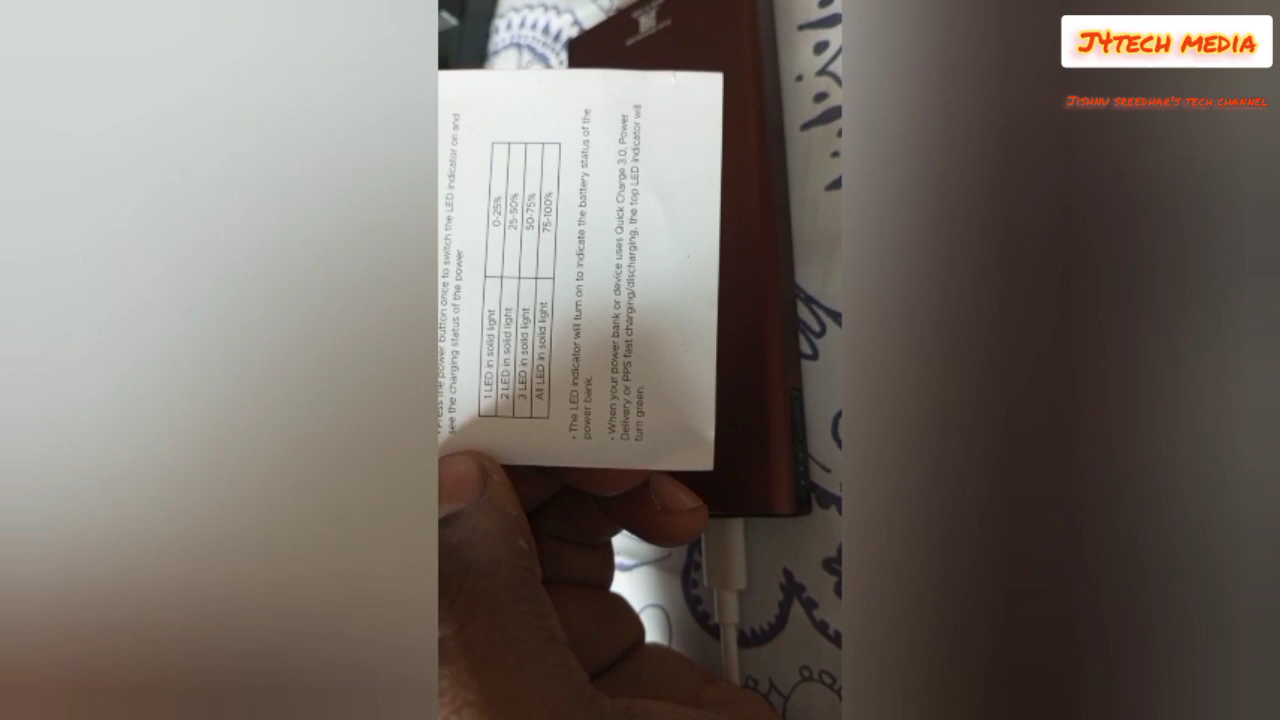 J4TECH MEDIA
JISHNU SREEDHAR'S TECH CHANNEL
• Press the power button once to switch the LED indicator on and
see the charging status of the power
1 LED in solid light 0-25%
2 LED in solid light 25-50%
3 LED in solid light 50-75%
All LED in solid light 75-100%
• The LED indicator will turn on to indicate the battery status of the
power bank.
• When your power bank or device uses Quick Charge 3.0, Power
Delivery or PPS fast charging/discharging, the top LED indicator will
turn green.